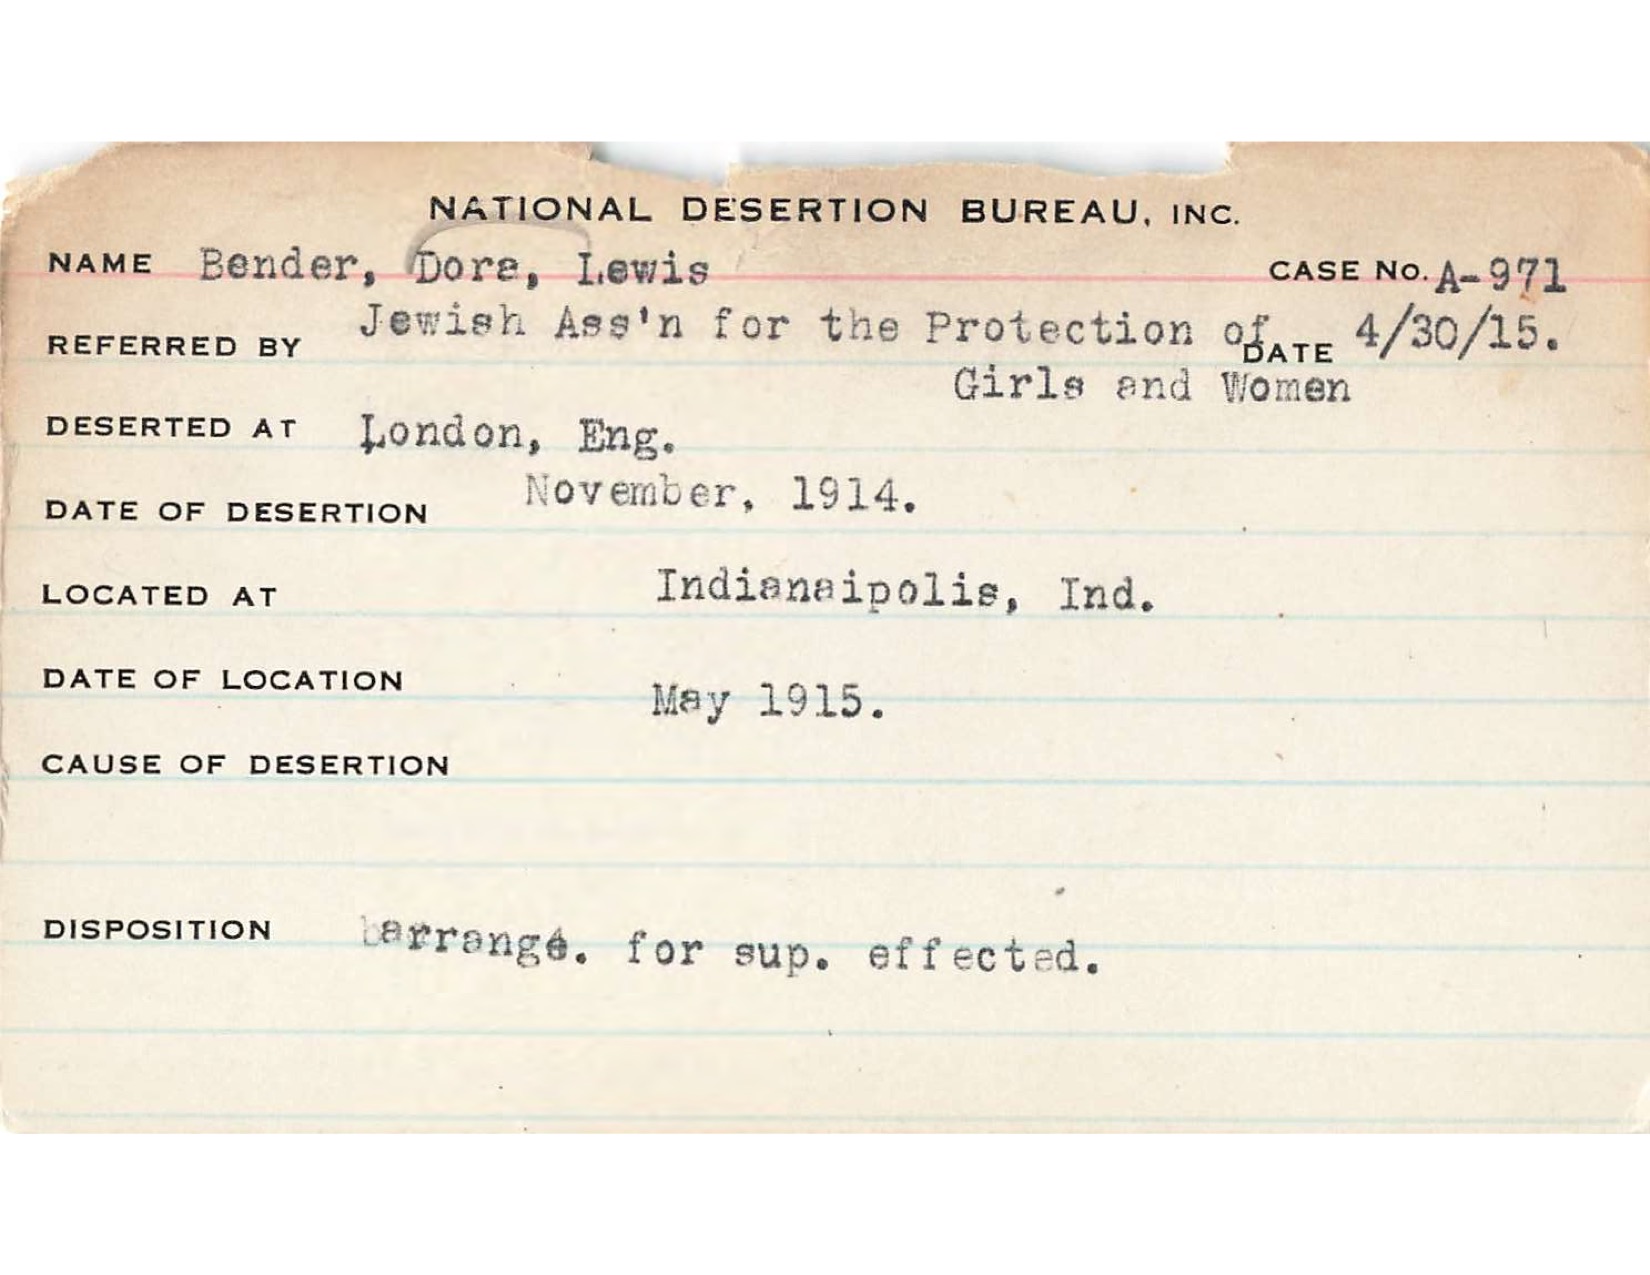 NATIONAL DESERTION BUREAU, INC.
NAME Bender, Dora, Lewis CASE No. A-971
REFERRED BY Jewish Ass'n for the Protection of DATE 4/30/15.
Girls and Women
DESERTED AT London, Eng.
DATE OF DESERTION November, 1914.
LOCATED AT Indianaipolis, Ind.
DATE OF LOCATION May 1915.
CAUSE OF DESERTION
DISPOSITION arrange. for sup. effected.